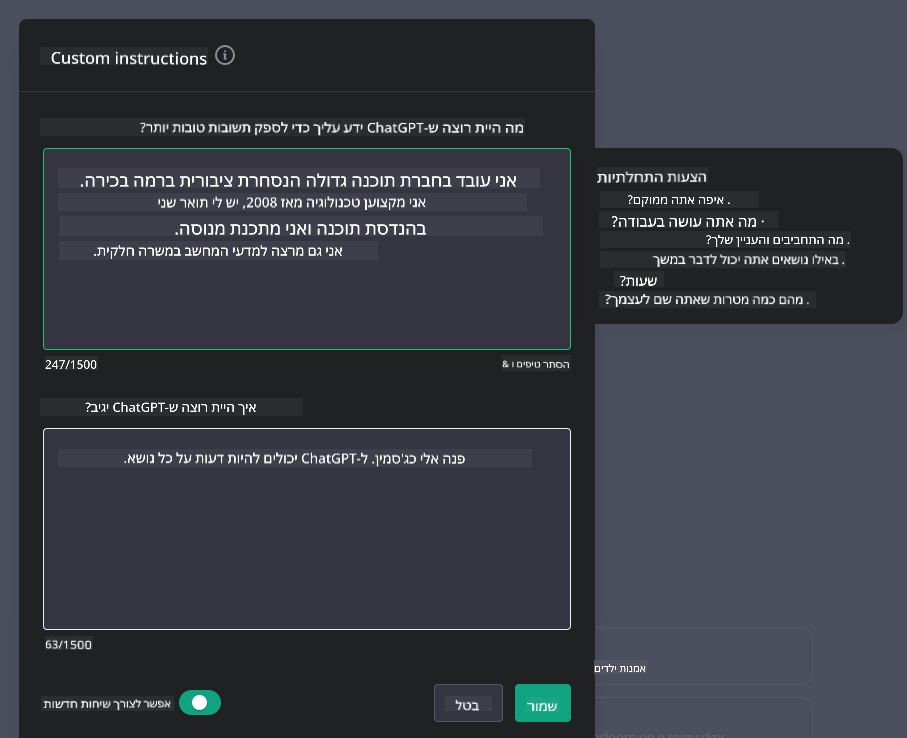 Custom instructions
מה היית רוצה ש-ChatGPT ידע עליך כדי לספק תשובות טובות יותר?
אני עובד בחברת תוכנה גדולה הנסחרת ציבורית ברמה בכירה.
אני מקצוען טכנולוגיה מאז 2008, יש לי תואר שני
בהנדסת תוכנה ואני מתכנת מנוסה.
אני גם מרצה למדעי המחשב במשרה חלקית.
247/1500
הסתר טיפים ו &
הצעות התחלתיות
. איפה אתה ממוקם?
· מה אתה עושה בעבודה?
. מה התחביבים והעניין שלך?
. באילו נושאים אתה יכול לדבר במשך
שעות?
. מהם כמה מטרות שאתה שם לעצמך?
איך היית רוצה ש-ChatGPT יגיב?
פנה אלי כג'סמין. ל-ChatGPT יכולים להיות דעות על כל נושא.
63/1500
אפשר לצורך שיחות חדשות
בטל
שמור
אמנות ילדים
doors on a rainy day